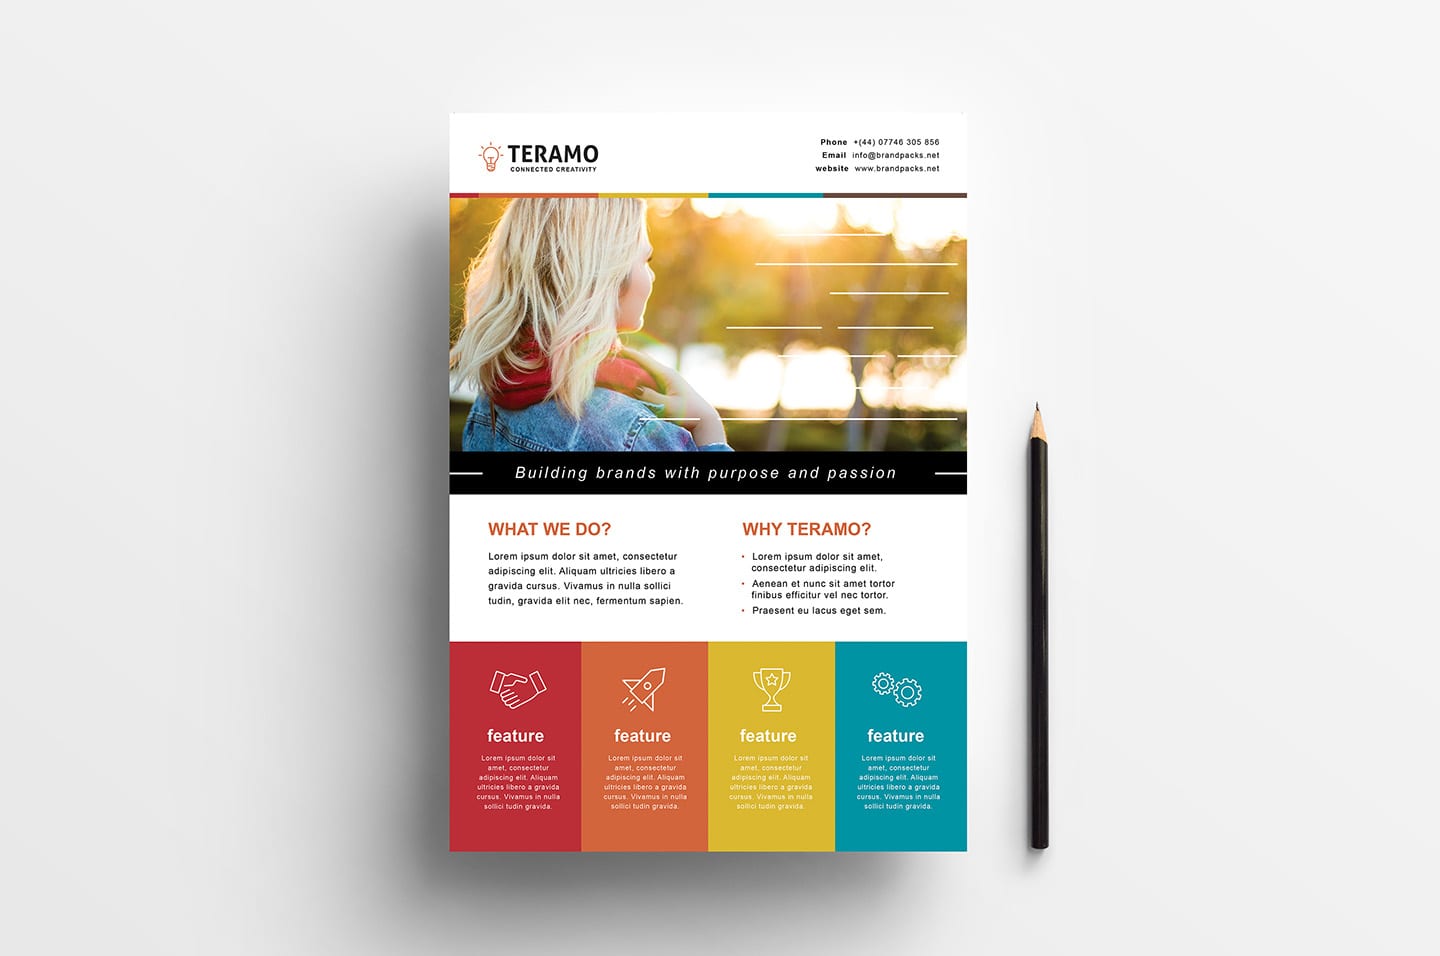 TERAMO
CONNECTED CREATIVITY
Phone +(44) 07746 305 856
Email info@brandpacks.net
website www.brandpacks.net
Building brands with purpose and passion
WHAT WE DO?
Lorem ipsum dolor sit amet, consectetur
adipiscing elit. Aliquam ultricies libero a
gravida cursus. Vivamus in nulla sollici
tudin, gravida elit nec, fermentum sapien.
WHY TERAMO?
• Lorem ipsum dolor sit amet,
consectetur adipiscing elit.
• Aenean et nunc sit amet tortor
finibus efficitur vel nec tortor.
• Praesent eu lacus eget sem.
feature
Lorem ipsum dolor sit
amet, consectetur
adipiscing elit. Aliquam
ultricies libero a gravida
cursus. Vivamus in nulla
sollici tudin gravida.
feature
Lorem ipsum dolor sit
amet, consectetur
adipiscing elit. Aliquam
ultricies libero a gravida
cursus. Vivamus in nulla
sollici tudin gravida.
feature
Lorem ipsum dolor sit
amet, consectetur
adipiscing elit. Aliquam
ultricies libero a gravida
cursus. Vivamus in nulla
sollici tudin gravida.
feature
Lorem ipsum dolor sit
amet, consectetur
adipiscing elit. Aliquam
ultricies libero a gravida
cursus. Vivamus in nulla
sollici tudin gravida.